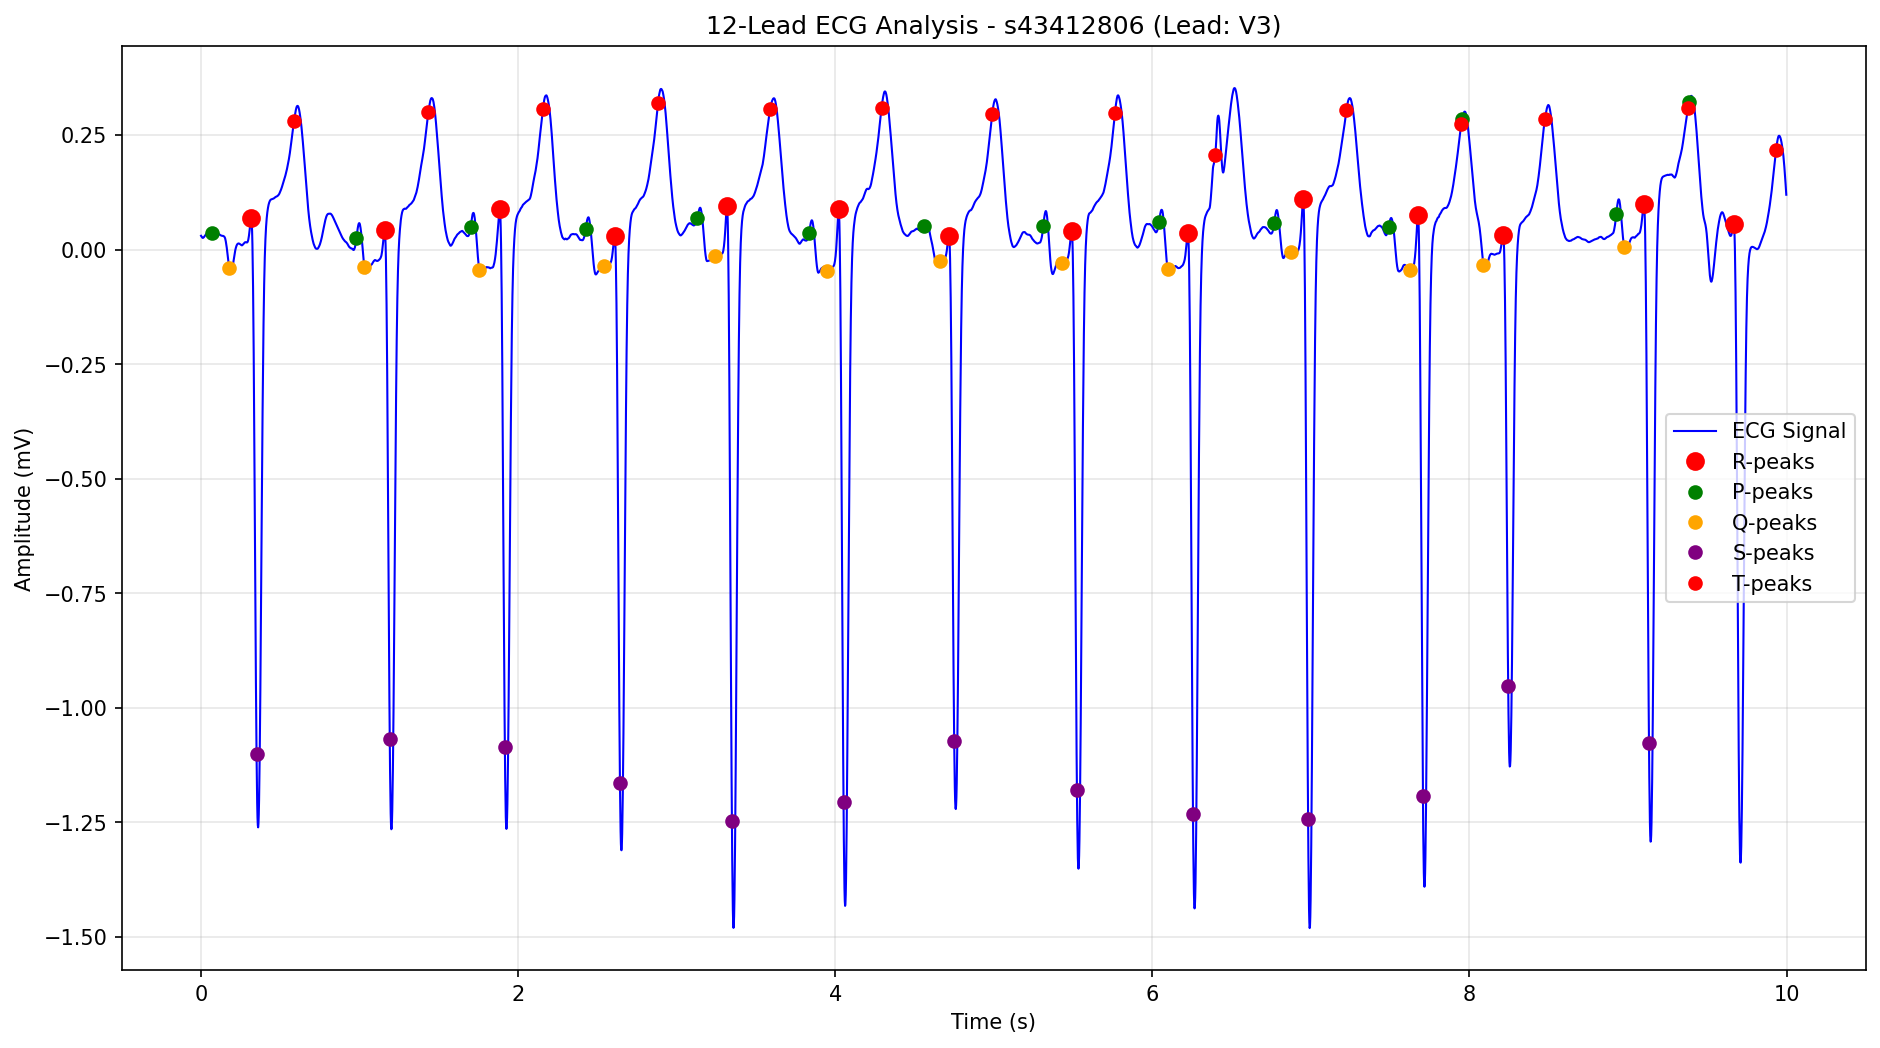 12-Lead ECG Analysis - s43412806 (Lead: V3)
Amplitude (mV)
0.25
0.00
−0.25
−0.50
−0.75
−1.00
−1.25
−1.50
ECG Signal
R-peaks
P-peaks
Q-peaks
S-peaks
T-peaks
0 2 4 6 8 10
Time (s)